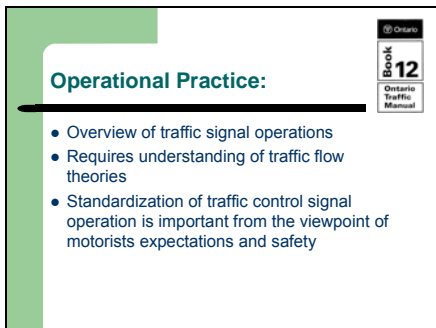 Ontario
Book
12
Ontario
Traffic
Manual
Operational Practice:
● Overview of traffic signal operations
● Requires understanding of traffic flow
theories
● Standardization of traffic control signal
operation is important from the viewpoint of
motorists expectations and safety